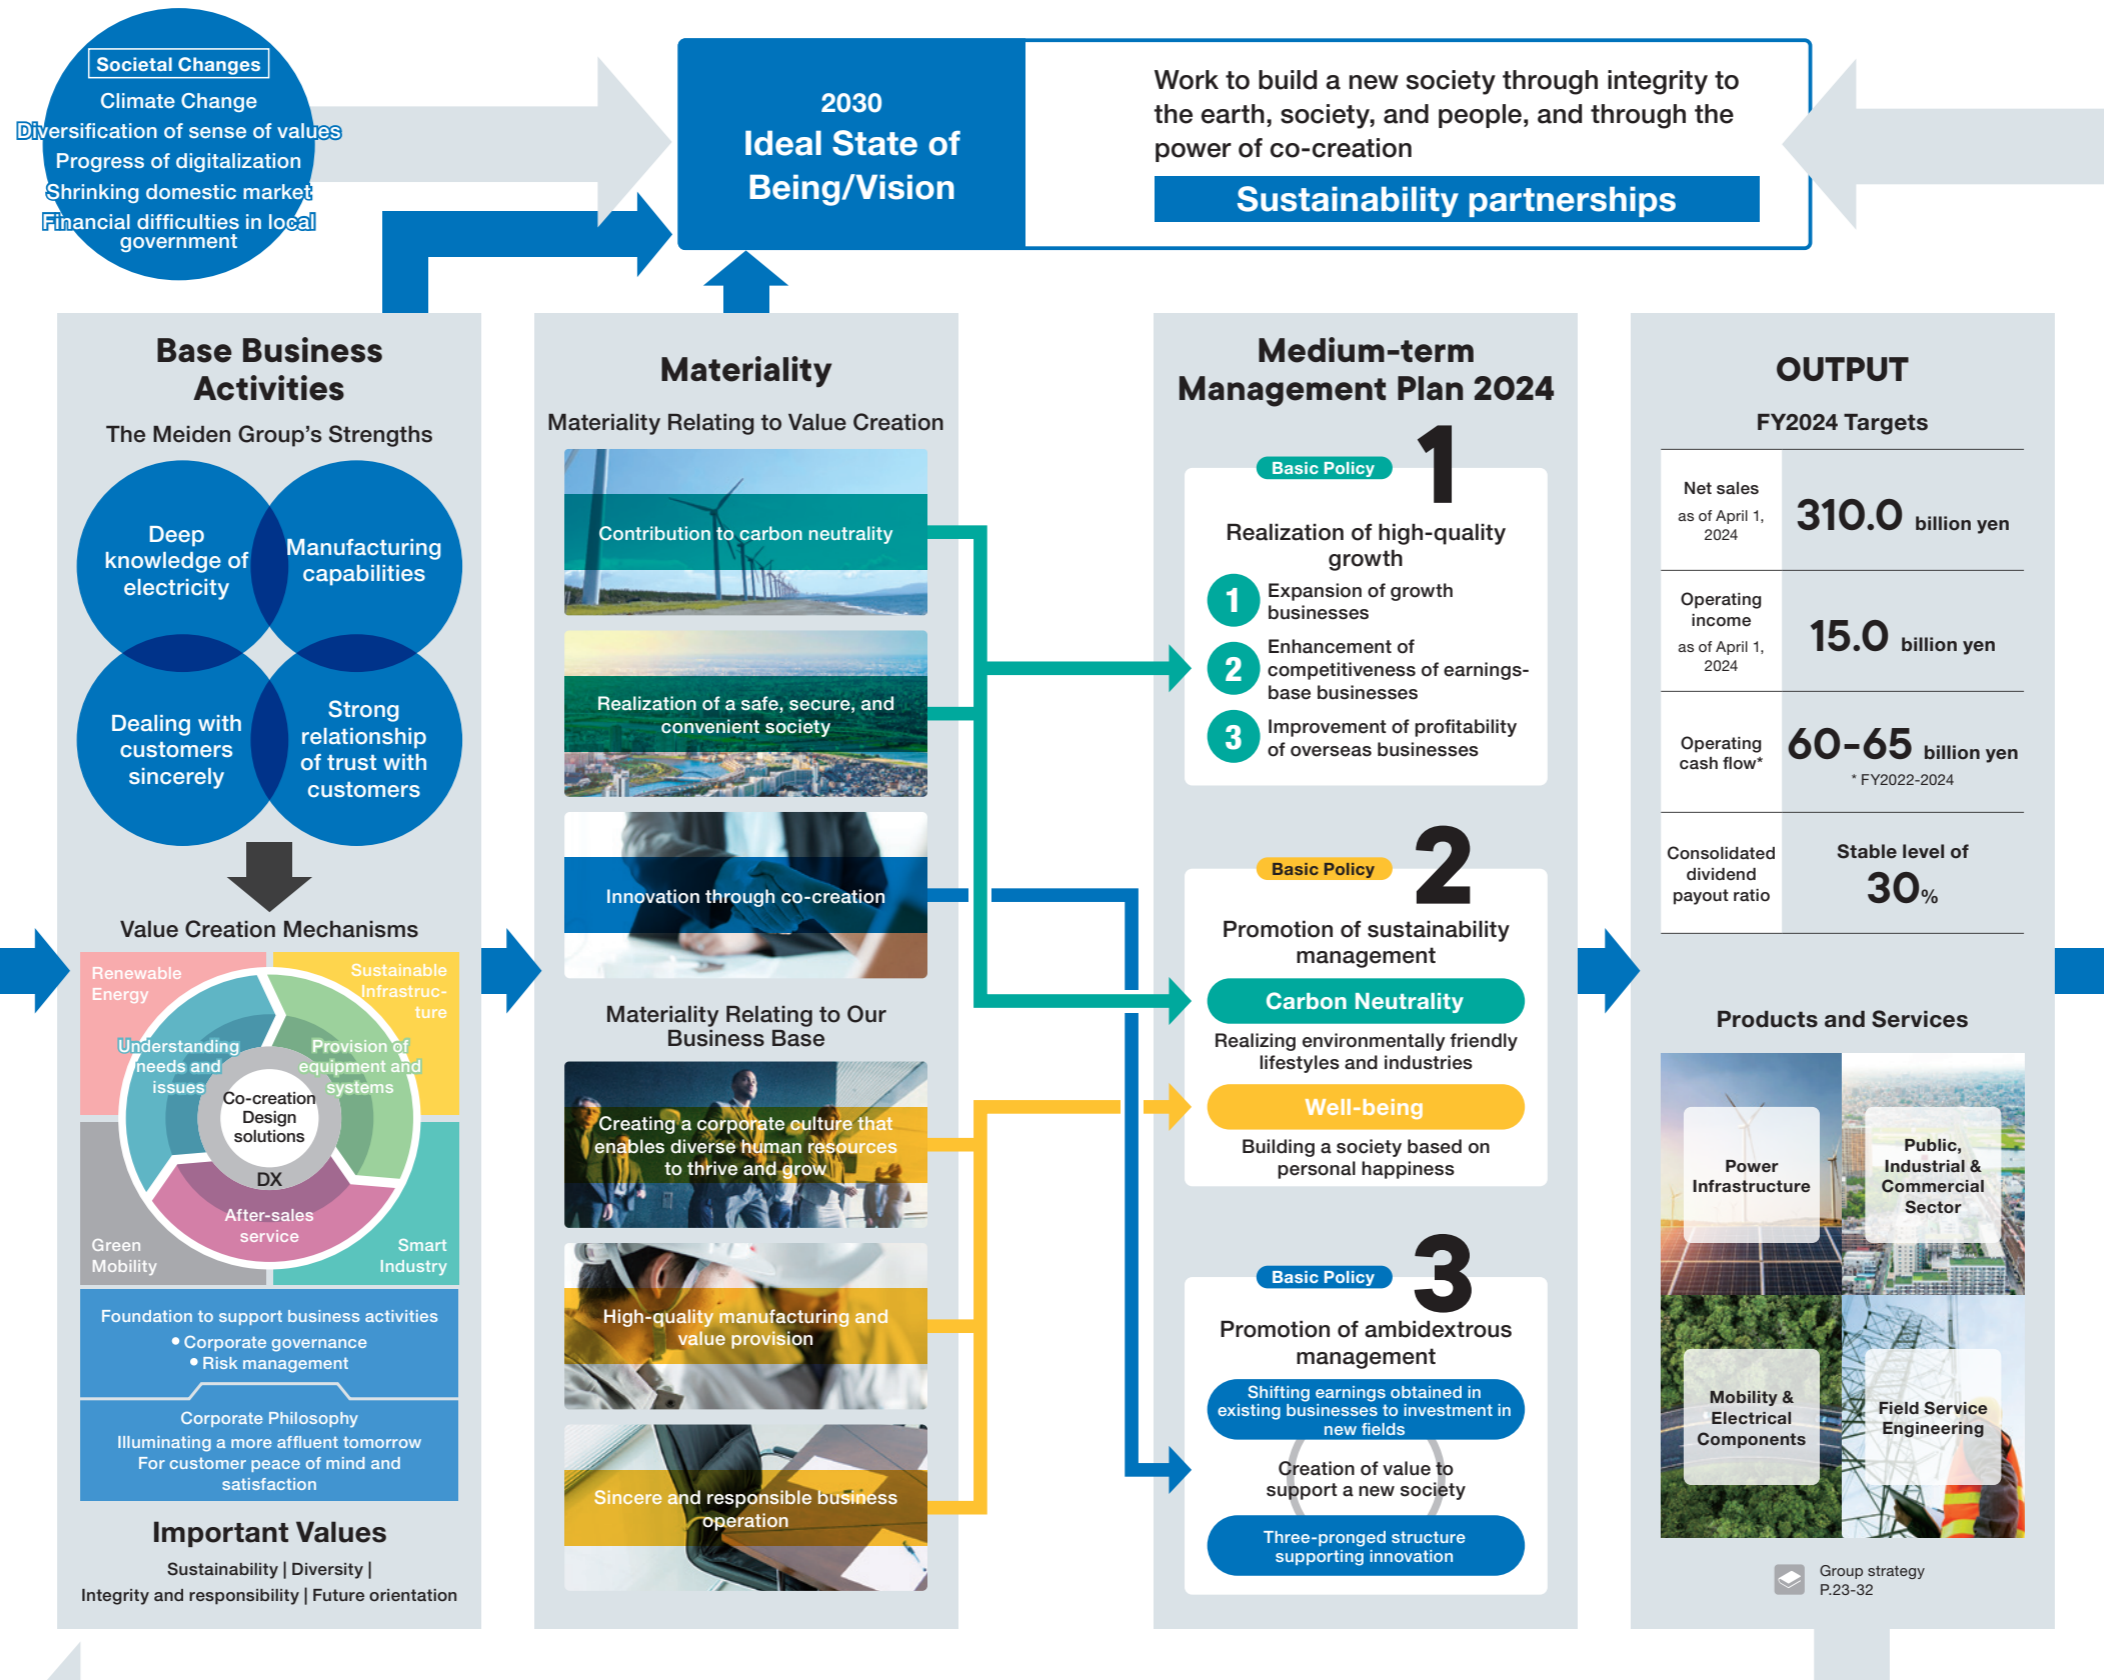 Societal Changes
Climate Change
Diversification of sense of values
Progress of digitalization
Shrinking domestic market
Financial difficulties in local
government
2030
Ideal State of
Being/Vision
Work to build a new society through integrity to
the earth, society, and people, and through the
power of co-creation
Sustainability partnerships
Base Business
Activities
The Meiden Group's Strengths
Deep
knowledge of
electricity
Manufacturing
capabilities
Dealing with
customers
sincerely
Strong
relationship
of trust with
customers
Value Creation Mechanisms
Renewable
Energy
Sustainable
Infrastruc-
ture
Understanding
needs and
issues
Provision of
equipment and
systems
Co-creation
Design
solutions
DX
After-sales
service
Green
Mobility
Smart
Industry
Foundation to support business activities
• Corporate governance
• Risk management
Corporate Philosophy
Illuminating a more affluent tomorrow
For customer peace of mind and
satisfaction
Important Values
Sustainability | Diversity |
Integrity and responsibility | Future orientation
Materiality
Materiality Relating to Value Creation
Contribution to carbon neutrality
Realization of a safe, secure, and
convenient society
Innovation through co-creation
Materiality Relating to Our
Business Base
Creating a corporate culture that
enables diverse human resources
to thrive and grow
High-quality manufacturing and
value provision
Sincere and responsible business
operation
Medium-term
Management Plan 2024
Basic Policy 1
Realization of high-quality
growth
1 Expansion of growth
businesses
2 Enhancement of
competitiveness of earnings-
base businesses
3 Improvement of profitability
of overseas businesses
Basic Policy 2
Promotion of sustainability
management
Carbon Neutrality
Realizing environmentally friendly
lifestyles and industries
Well-being
Building a society based on
personal happiness
Basic Policy 3
Promotion of ambidextrous
management
Shifting earnings obtained in
existing businesses to investment in
new fields
Creation of value to
support a new society
Three-pronged structure
supporting innovation
OUTPUT
FY2024 Targets
Net sales
as of April 1,
2024
310.0 billion yen
Operating
income
as of April 1,
2024
15.0 billion yen
Operating
cash flow*
60-65 billion yen
* FY2022-2024
Consolidated
dividend
payout ratio
Stable level of
30%
Products and Services
Power
Infrastructure
Public,
Industrial &
Commercial
Sector
Mobility &
Electrical
Components
Field Service
Engineering
Group strategy
P.23-32